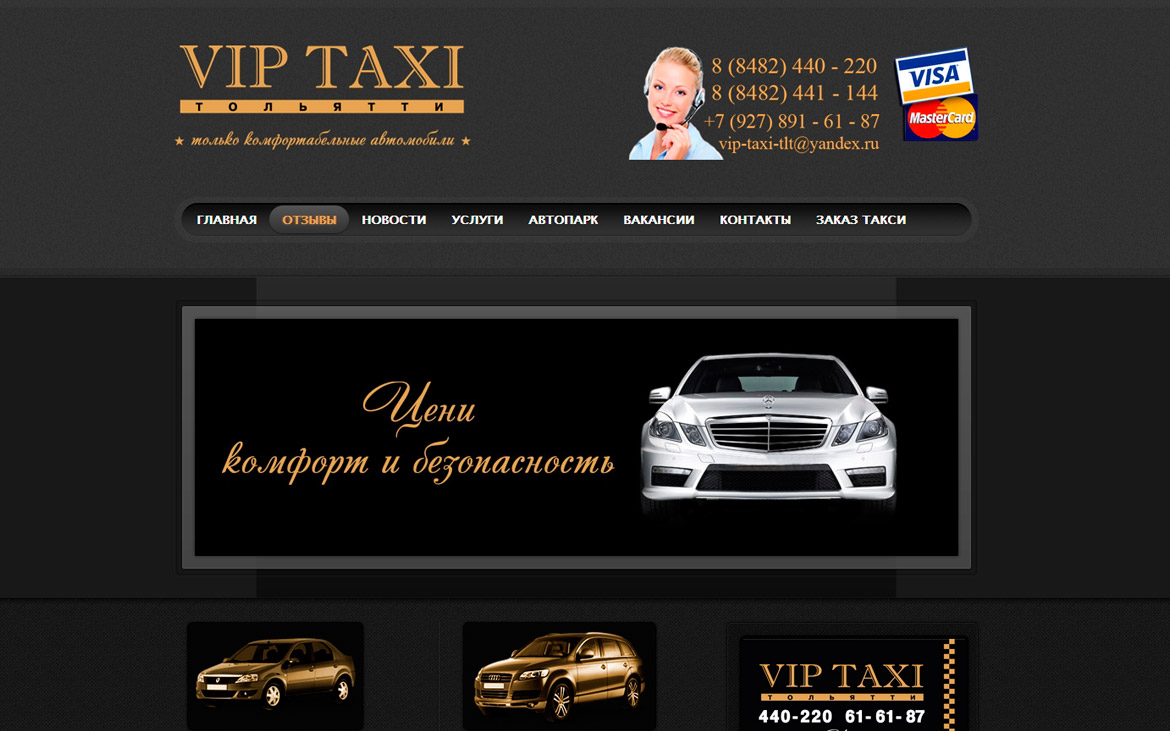 VIP TAXI
ТОЛЬЯТТИ
★ только комфортабельные автомобили ★
8 (8482) 440 - 220
8 (8482) 441 - 144
+7 (927) 891 - 61 - 87
vip-taxi-tlt@yandex.ru
VISA
MasterCard
ГЛАВНАЯ ОТЗЫВЫ НОВОСТИ УСЛУГИ АВТОПАРК ВАКАНСИИ КОНТАКТЫ ЗАКАЗ ТАКСИ
Цени
комфорт и безопасность
VIP TAXI
ТОЛЬЯТТИ
440-220 61-61-87